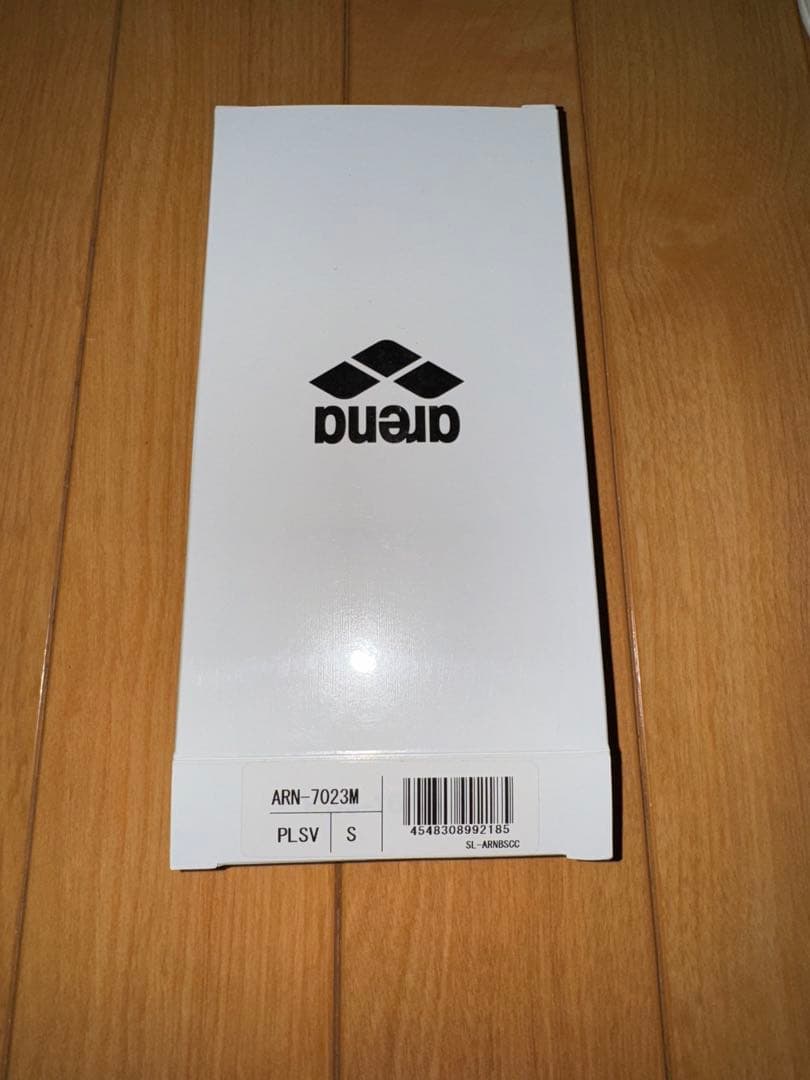 arena
ARN-7023M
PLSV S
4548308992185
SL-ARNBSCC